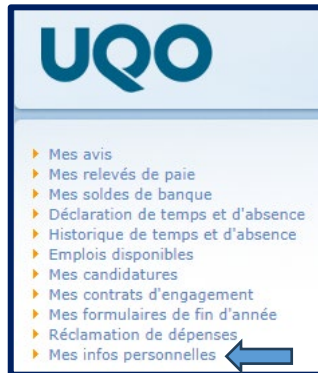 UQO
Mes avis
Mes relevés de paie
Mes soldes de banque
Déclaration de temps et d'absence
Historique de temps et d'absence
Emplois disponibles
Mes candidatures
Mes contrats d'engagement
Mes formulaires de fin d'année
Réclamation de dépenses
Mes infos personnelles